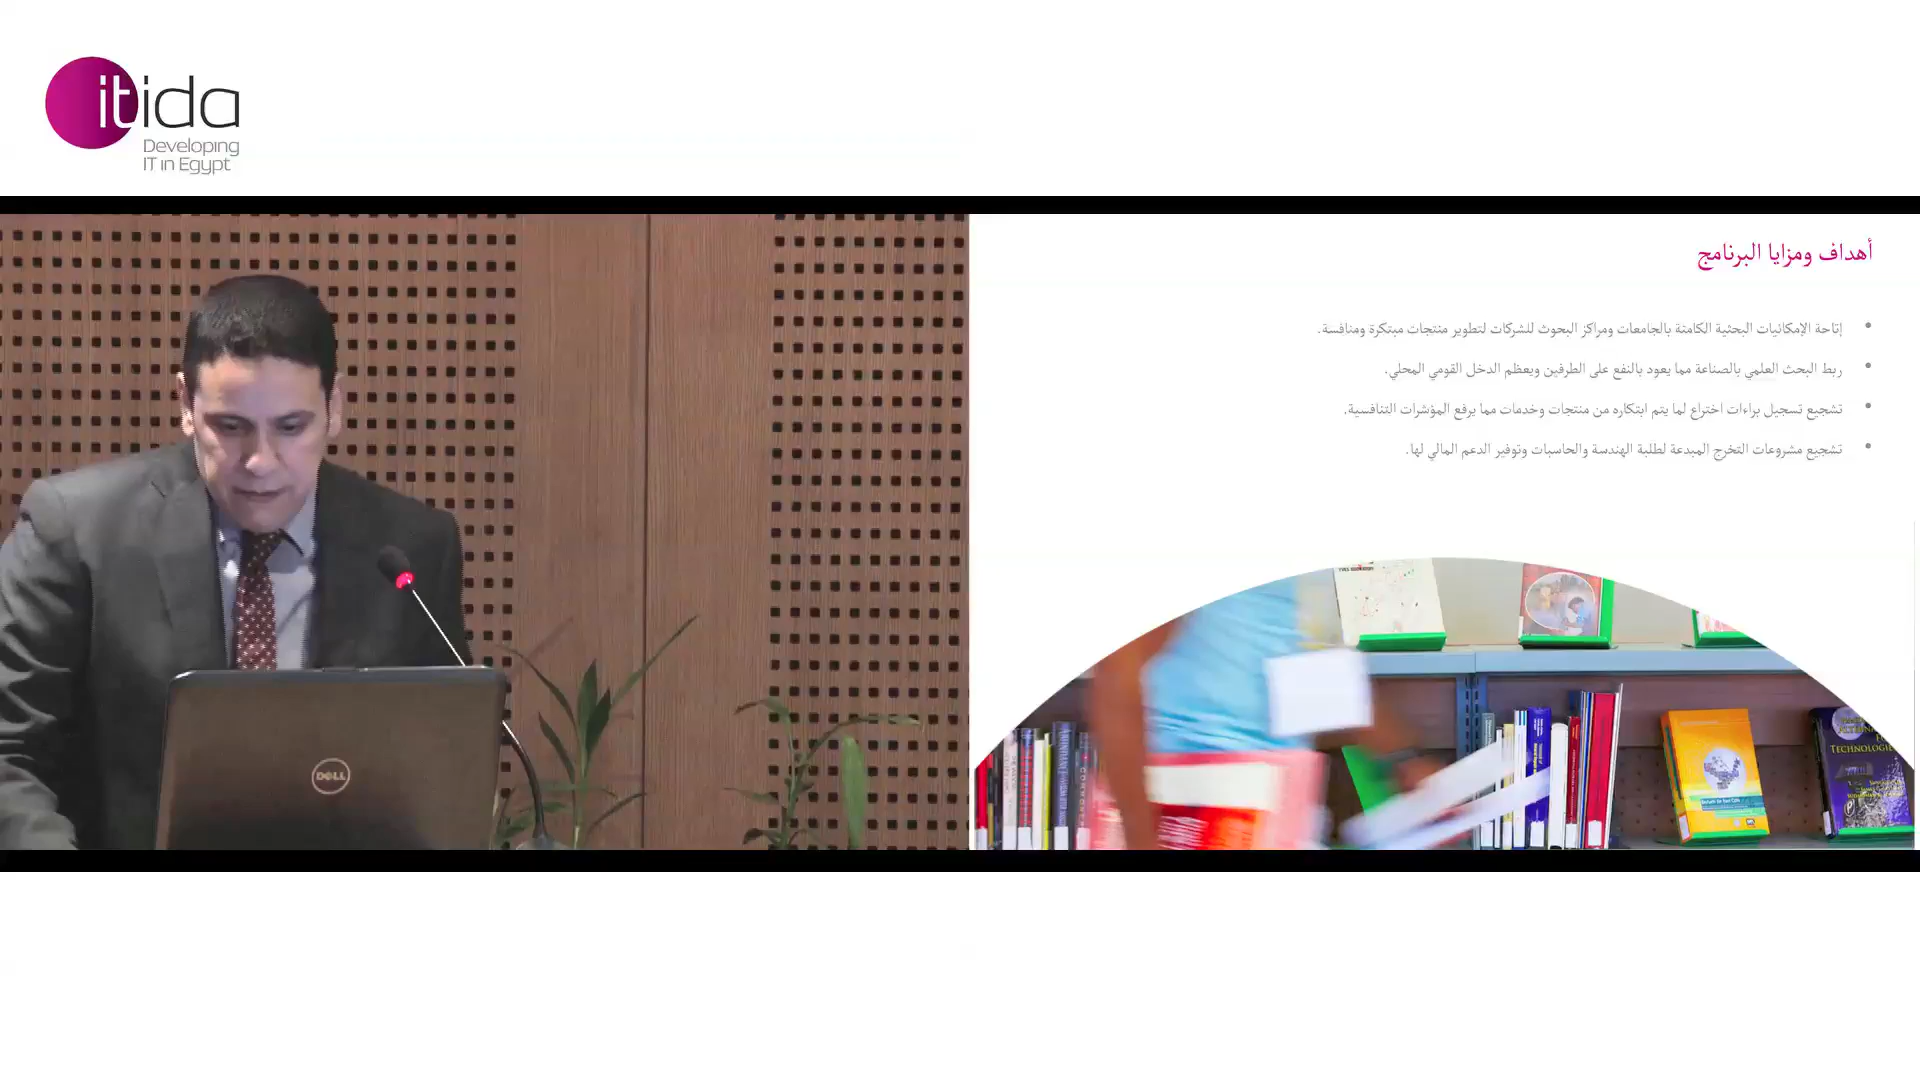 itida
Developing
IT in Egypt
أهداف ومزايا البرنامج
• إتاحة الإمكانيات البحثية الكامنة بالجامعات ومراكز البحوث للشركات لتطوير منتجات مبتكرة ومنافسة.
• ربط البحث العلمي بالصناعة مما يعود بالنفع على الطرفين ويعظم الدخل القومي المحلي.
• تشجيع تسجيل براءات اختراع لما يتم ابتكاره من منتجات وخدمات مما يرفع المؤشرات التنافسية.
• تشجيع مشروعات التخرج المبدعة لطلبة الهندسة والحاسبات وتوفير الدعم المالي لها.
DELL
TECHNOLOGIE